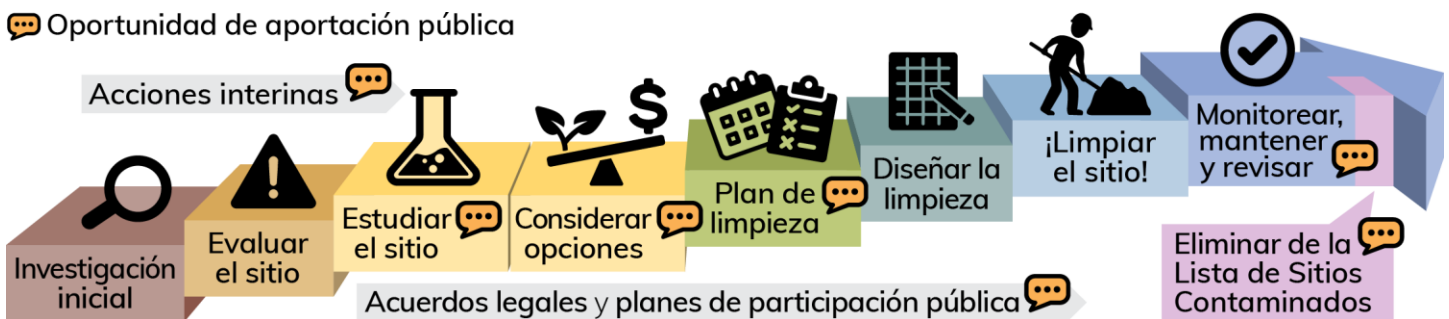 Oportunidad de aportación pública
Acciones interinas
Investigación
inicial
Evaluar
el sitio
Estudiar
el sitio
Considerar
opciones
Plan de
limpieza
Diseñar la
limpieza
¡Limpiar
el sitio!
Monitorear,
mantener
y revisar
Eliminar de la
Lista de Sitios
Contaminados
Acuerdos legales y planes de participación pública